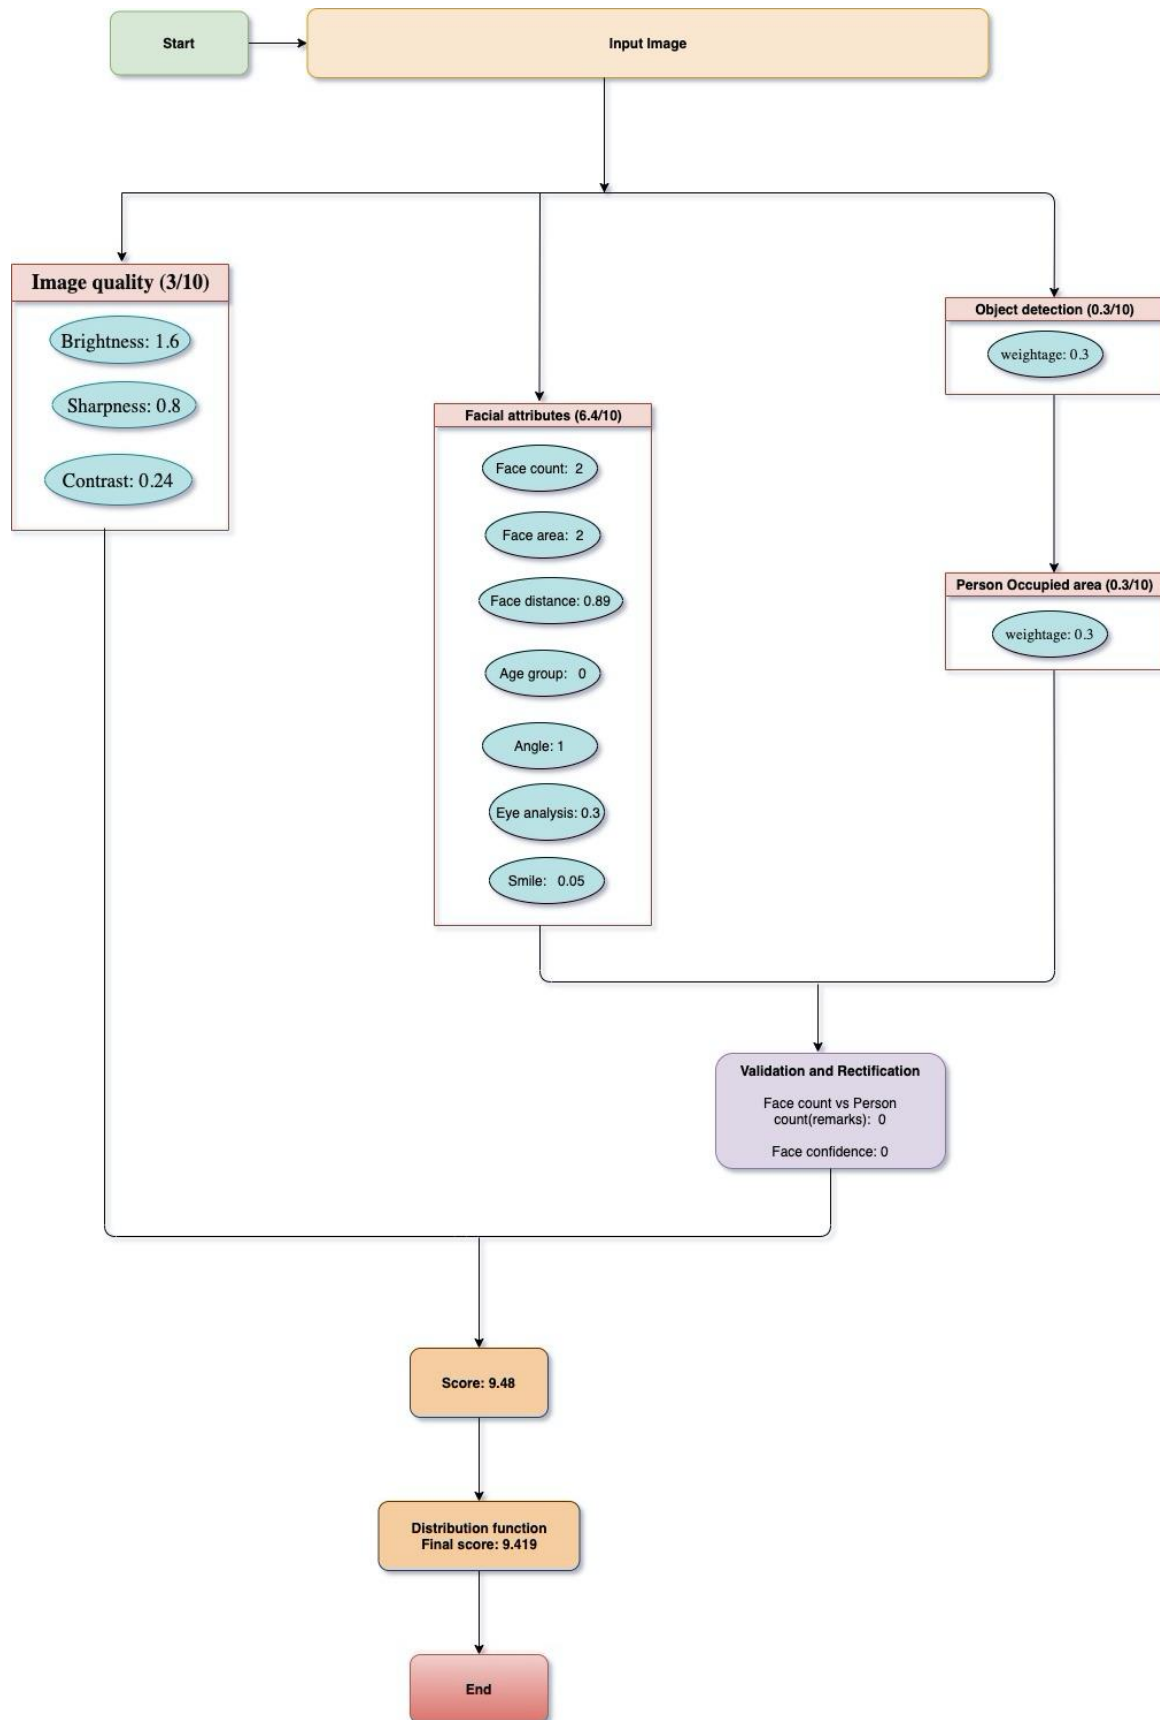 Start
Input Image
Image quality (3/10)
Brightness: 1.6
Sharpness: 0.8
Contrast: 0.24
Facial attributes (6.4/10)
Face count: 2
Face area: 2
Face distance: 0.89
Age group: 0
Angle: 1
Eye analysis: 0.3
Smile: 0.05
Object detection (0.3/10)
weightage: 0.3
Person Occupied area (0.3/10)
weightage: 0.3
Validation and Rectification
Face count vs Person
count(remarks): 0
Face confidence: 0
Score: 9.48
Distribution function
Final score: 9.419
End